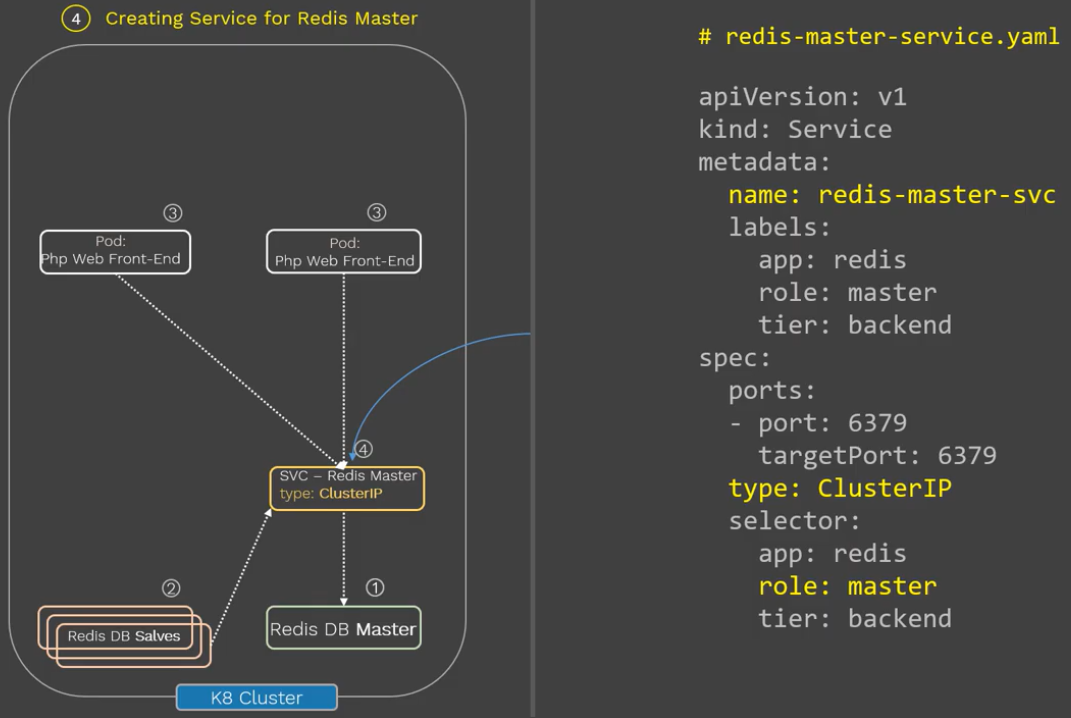 ④ Creating Service for Redis Master
③
Pod:
Php Web Front-End
③
Pod:
Php Web Front-End
④
SVC – Redis Master
type: ClusterIP
②
Redis DB Salves
①
Redis DB Master
K8 Cluster
# redis-master-service.yaml
apiVersion: v1
kind: Service
metadata:
  name: redis-master-svc
  labels:
    app: redis
    role: master
    tier: backend
spec:
  ports:
  - port: 6379
    targetPort: 6379
  type: ClusterIP
  selector:
    app: redis
    role: master
    tier: backend